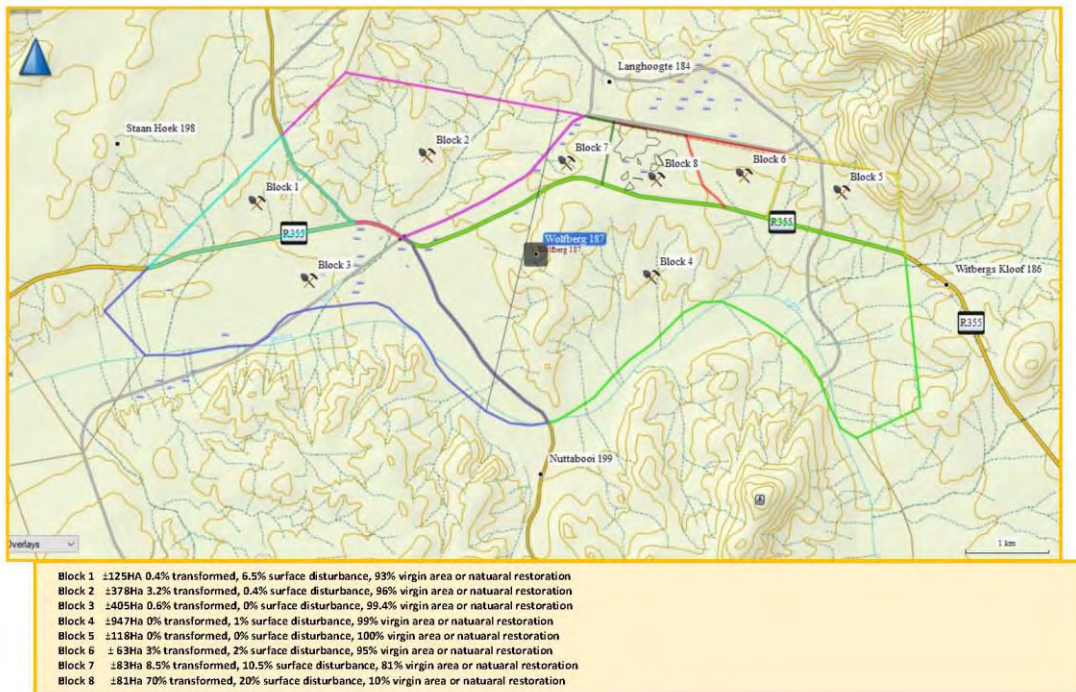 Langhoogte 184
Staan Hoek 198
Block 2
Block 7
Block 8
Block 6
Block 5
Block 1
R355
R355
Wolfberg 187
Block 3
Block 4
Witbergs Kloof 186
R355
Nuttabooi 199
Overlays
1 km
Block 1 ±125HA 0.4% transformed, 6.5% surface disturbance, 93% virgin area or natuaral restoration
Block 2 ±378Ha 3.2% transformed, 0.4% surface disturbance, 96% virgin area or natuaral restoration
Block 3 ±405Ha 0.6% transformed, 0% surface disturbance, 99.4% virgin area or natuaral restoration
Block 4 ±947Ha 0% transformed, 1% surface disturbance, 99% virgin area or natuaral restoration
Block 5 ±118Ha 0% transformed, 0% surface disturbance, 100% virgin area or natuaral restoration
Block 6 ± 63Ha 3% transformed, 2% surface disturbance, 95% virgin area or natuaral restoration
Block 7 ±83Ha 8.5% transformed, 10.5% surface disturbance, 81% virgin area or natuaral restoration
Block 8 ±81Ha 70% transformed, 20% surface disturbance, 10% virgin area or natuaral restoration